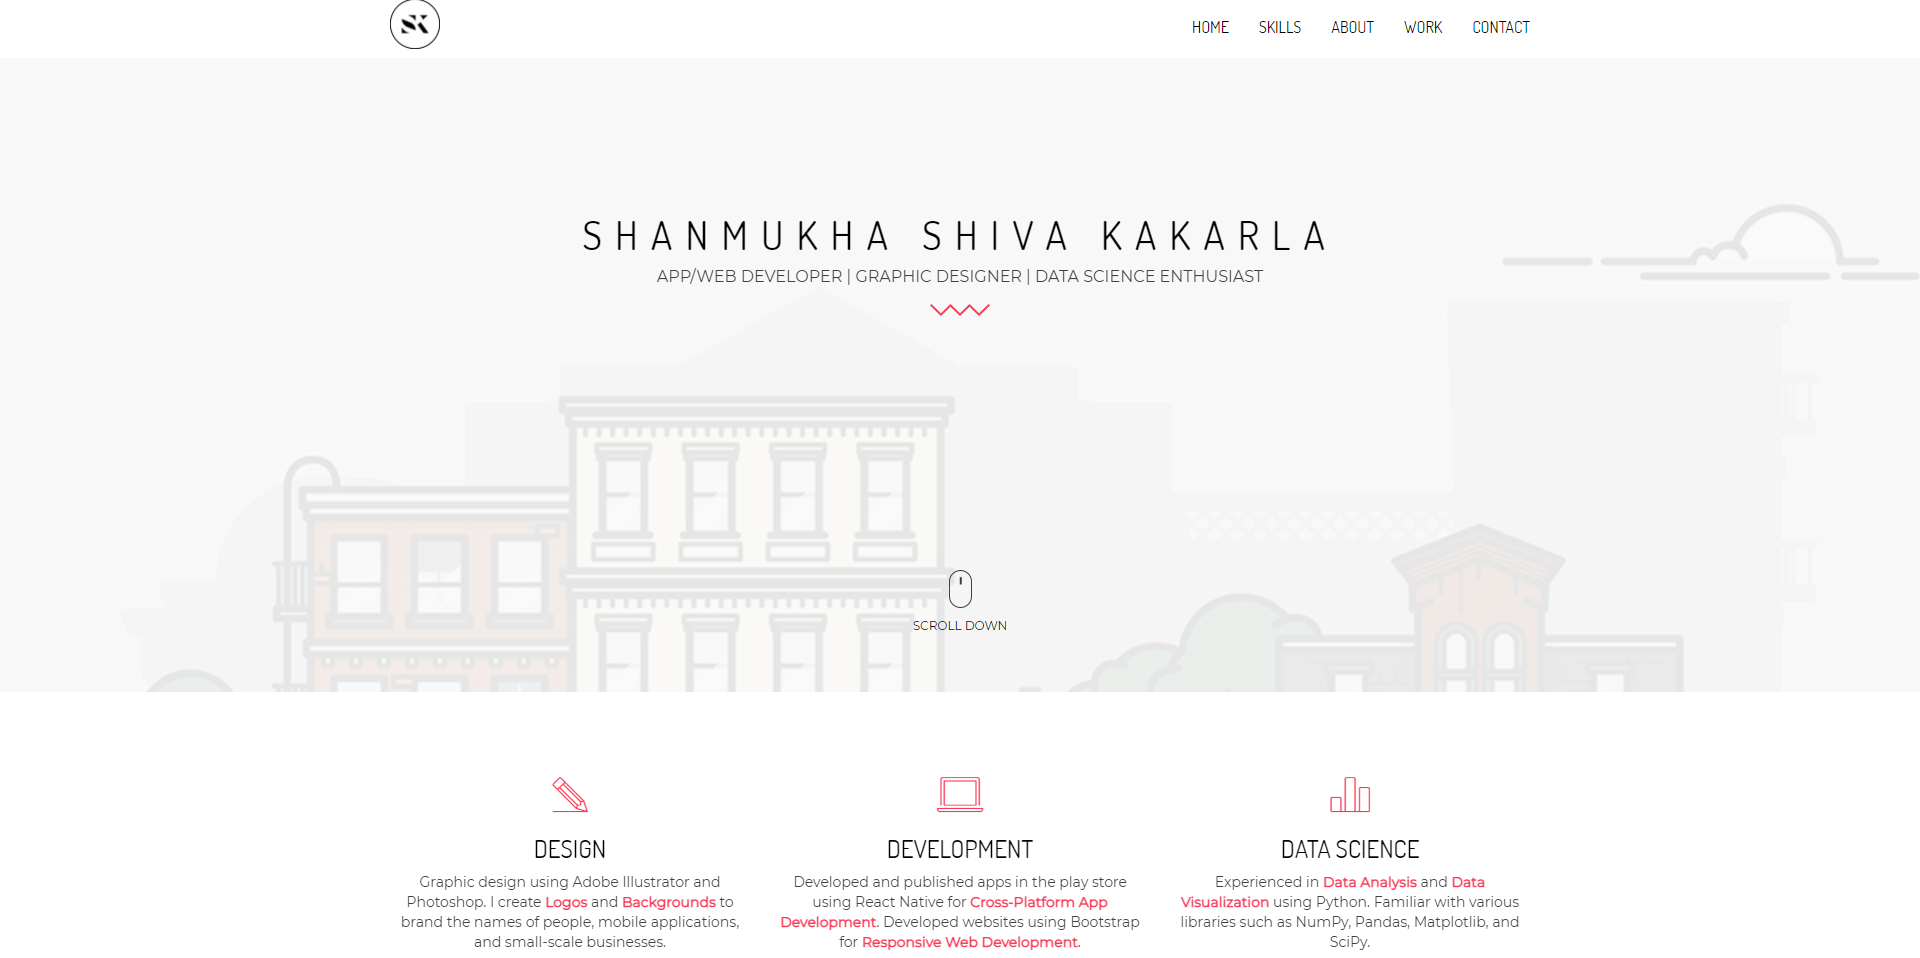 SK
HOME SKILLS ABOUT WORK CONTACT
SHANMUKHA SHIVA KAKARLA
APP/WEB DEVELOPER | GRAPHIC DESIGNER | DATA SCIENCE ENTHUSIAST
SCROLL DOWN
DESIGN
Graphic design using Adobe Illustrator and
Photoshop. I create Logos and Backgrounds to
brand the names of people, mobile applications,
and small-scale businesses.
DEVELOPMENT
Developed and published apps in the play store
using React Native for Cross-Platform App
Development. Developed websites using Bootstrap
for Responsive Web Development.
DATA SCIENCE
Experienced in Data Analysis and Data
Visualization using Python. Familiar with various
libraries such as NumPy, Pandas, Matplotlib, and
SciPy.